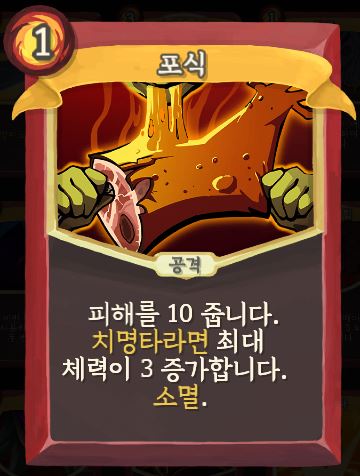 1
포식
공격
피해를 10 줍니다.
치명타라면 최대
체력이 3 증가합니다.
소멸.